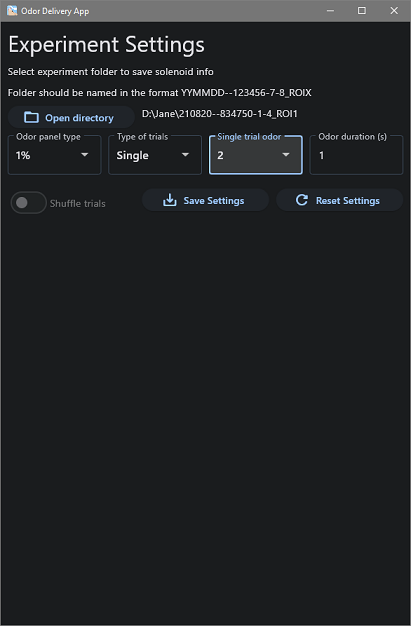 Odor Delivery App
Experiment Settings
Select experiment folder to save solenoid info
Folder should be named in the format YYMMDD--123456-7-8_ROIX
Open directory D:\Jane\210820--834750-1-4_ROI1
Odor panel type Type of trials Single trial odor Odor duration (s)
1% Single 2 1
Shuffle trials Save Settings Reset Settings